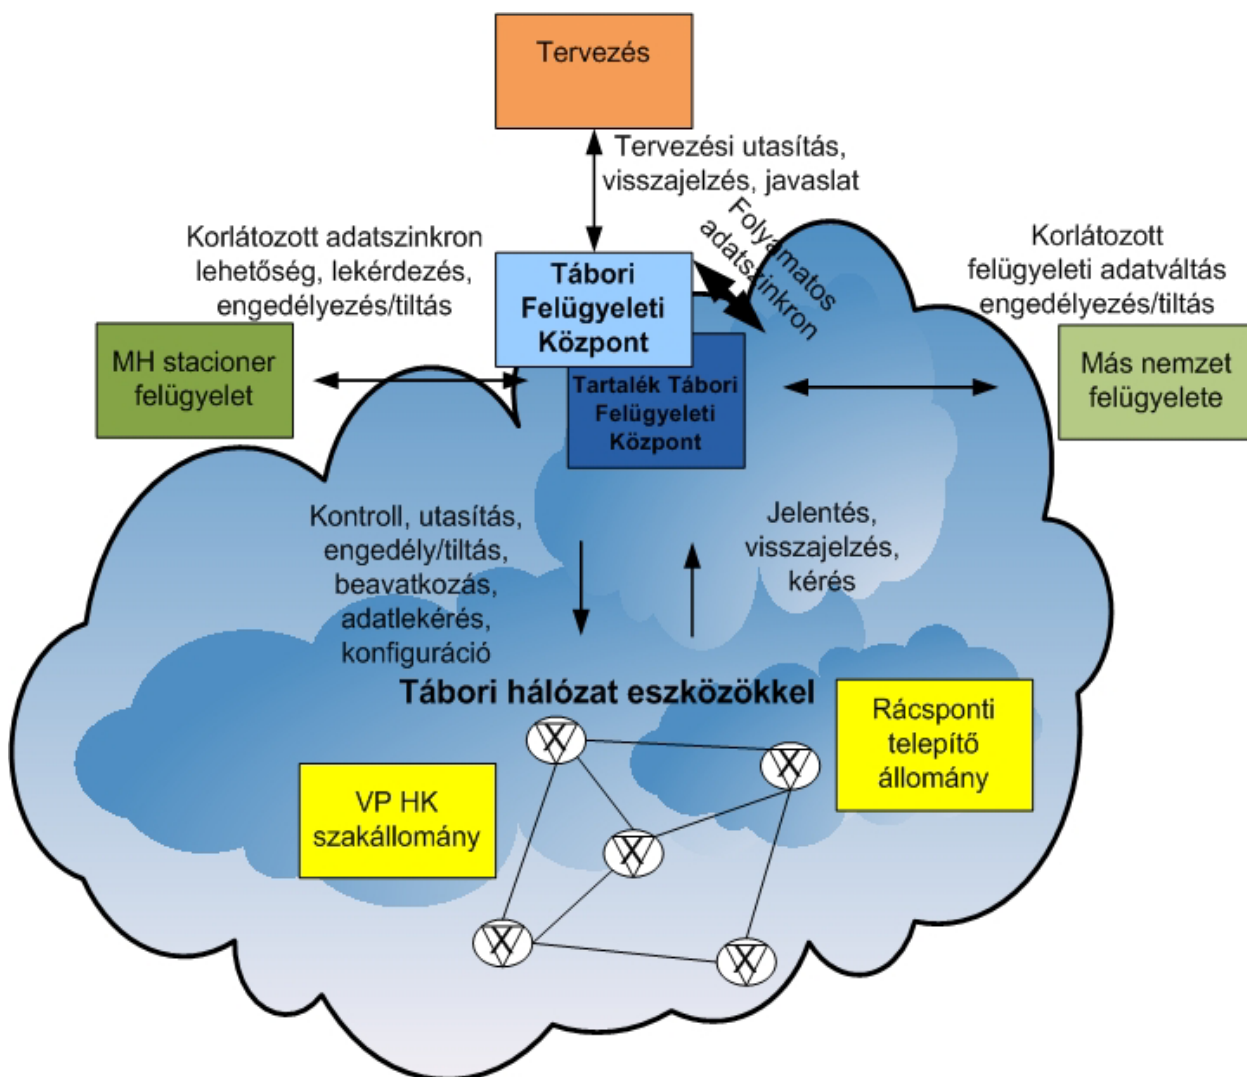 Tervezés
Tervezési utasítás,
visszajelzés, javaslat
Folyamatos
adatszinkron
Korlátozott adatszinkron
lehetőség, lekérdezés,
engedélyezés/tiltás
Korlátozott
felügyeleti adatváltás
engedélyezés/tiltás
Tábori
Felügyeleti
Központ
MH stacioner
felügyelet
Tartalék Tábori
Felügyeleti
Központ
Más nemzet
felügyelete
Kontroll, utasítás,
engedély/tiltás,
beavatkozás,
adatlekérés,
konfiguráció
Jelentés,
visszajelzés,
kérés
Tábori hálózat eszközökkel
Rácsponti
telepítő
állomány
VP HK
szakállomány
X
X
X
X
X